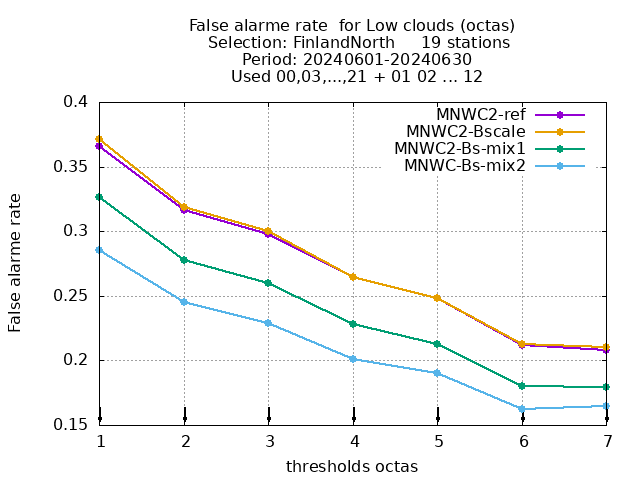 False alarme rate  for Low clouds (octas)
Selection: FinlandNorth     19 stations
Period: 20240601-20240630
Used 00,03,...,21 + 01 02 ... 12
MNWC2-ref
MNWC2-Bscale
MNWC2-Bs-mix1
MNWC-Bs-mix2
0.4
0.35
0.3
0.25
0.2
0.15
False alarme rate
1 2 3 4 5 6 7
thresholds octas